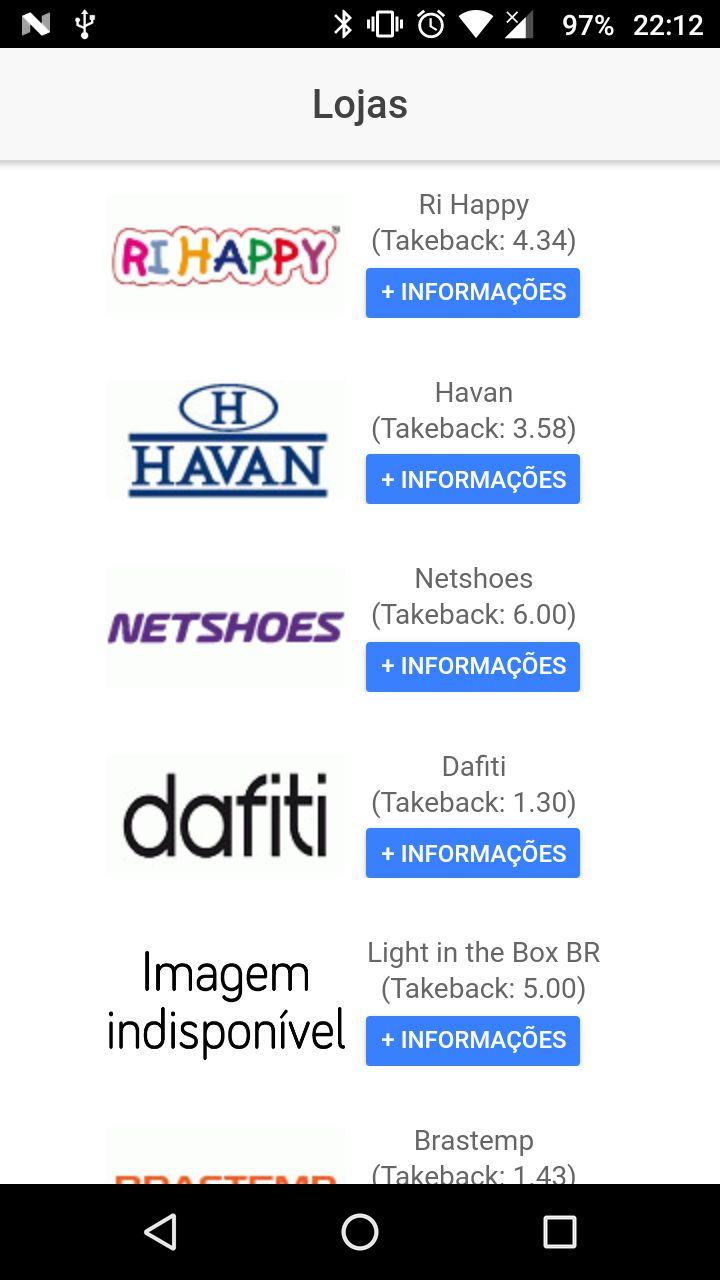 97% 22:12
Lojas
RI HAPPY
Ri Happy
(Takeback: 4.34)
+ INFORMAÇÕES
H
HAVAN
Havan
(Takeback: 3.58)
+ INFORMAÇÕES
NETSHOES
Netshoes
(Takeback: 6.00)
+ INFORMAÇÕES
dafiti
Dafiti
(Takeback: 1.30)
+ INFORMAÇÕES
Imagem
indisponível
Light in the Box BR
(Takeback: 5.00)
+ INFORMAÇÕES
BRASTEMP
Brastemp
(Takeback: 1.43)